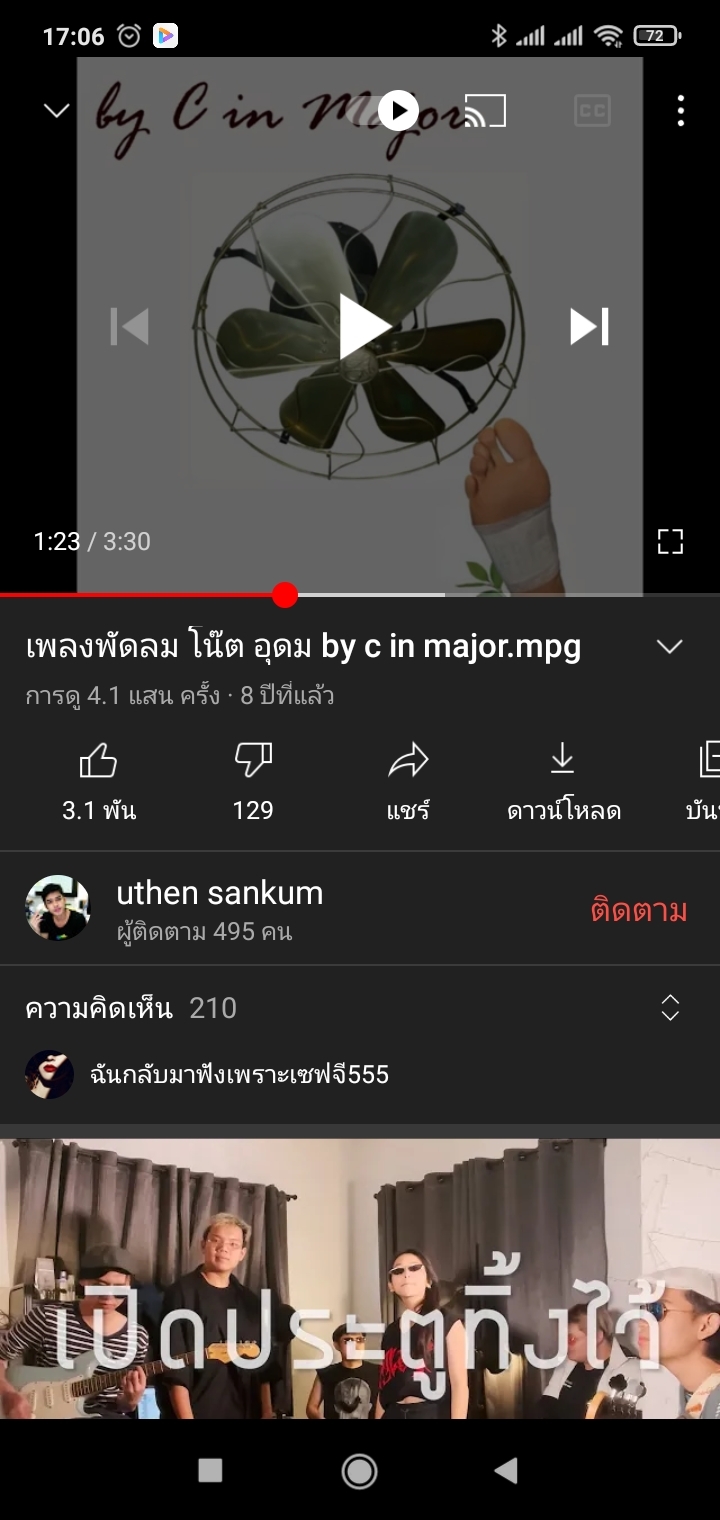 17:06
72
by C in Major
CC
1:23 / 3:30
เพลงพัดลม โน๊ต อุดม by c in major.mpg
การดู 4.1 แสน ครั้ง · 8 ปีที่แล้ว
3.1 พัน 129 แชร์ ดาวน์โหลด
uthen sankum
ผู้ติดตาม 495 คน
ติดตาม
ความคิดเห็น 210
ฉันกลับมาฟังเพราะเซฟจี555
เปิดประตูทิ้งไว้